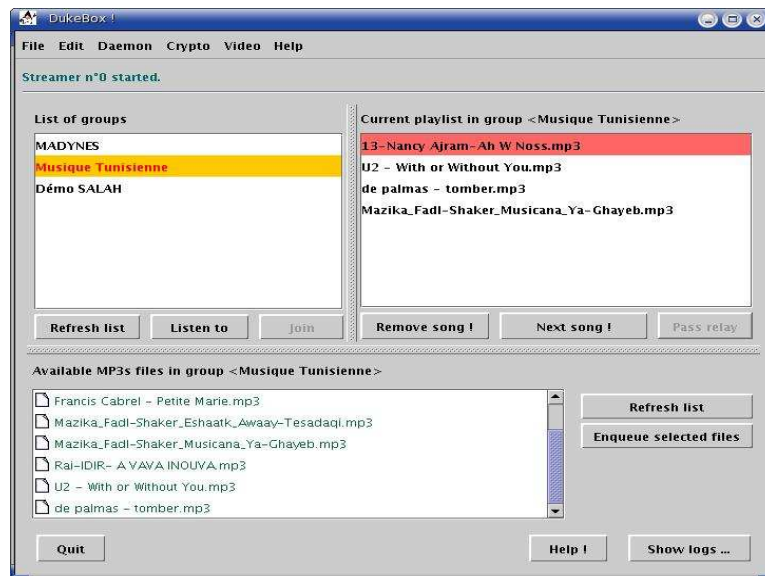 DukeBox !
File Edit Daemon Crypto Video Help
Streamer n°0 started.
List of groups
MADYNES
Musique Tunisienne
Démo SALAH
Refresh list Listen to Join
Current playlist in group <Musique Tunisienne>
13-Nancy Ajram-Ah W Noss.mp3
U2 - With or Without You.mp3
de palmas - tomber.mp3
Mazika_Fadl-Shaker_Musicana_Ya-Ghayeb.mp3
Remove song ! Next song ! Pass relay
Available MP3s files in group <Musique Tunisienne>
Francis Cabrel - Petite Marie.mp3
Mazika_Fadl-Shaker_Eshaatk_Awaay-Tesadaqi.mp3
Mazika_Fadl-Shaker_Musicana_Ya-Ghayeb.mp3
Rai-IDIR- A VAVA INOUVA.mp3
U2 - With or Without You.mp3
de palmas - tomber.mp3
Refresh list
Enqueue selected files
Quit Help ! Show logs ...